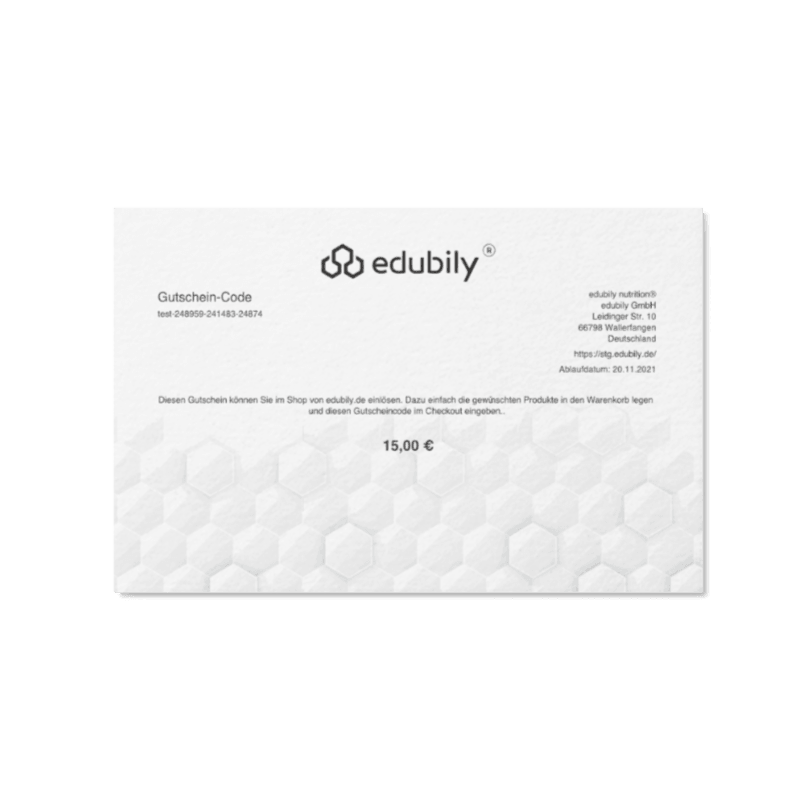 edubily®
Gutschein-Code
test-248959-241483-24874
edubily nutrition®
edubily GmbH
Leidinger Str. 10
66798 Wallerfangen
Deutschland
https://stg.edubily.de/
Ablaufdatum: 20.11.2021
Diesen Gutschein können Sie im Shop von edubily.de einlösen. Dazu einfach die gewünschten Produkte in den Warenkorb legen
und diesen Gutscheincode im Checkout eingeben..
15,00 €